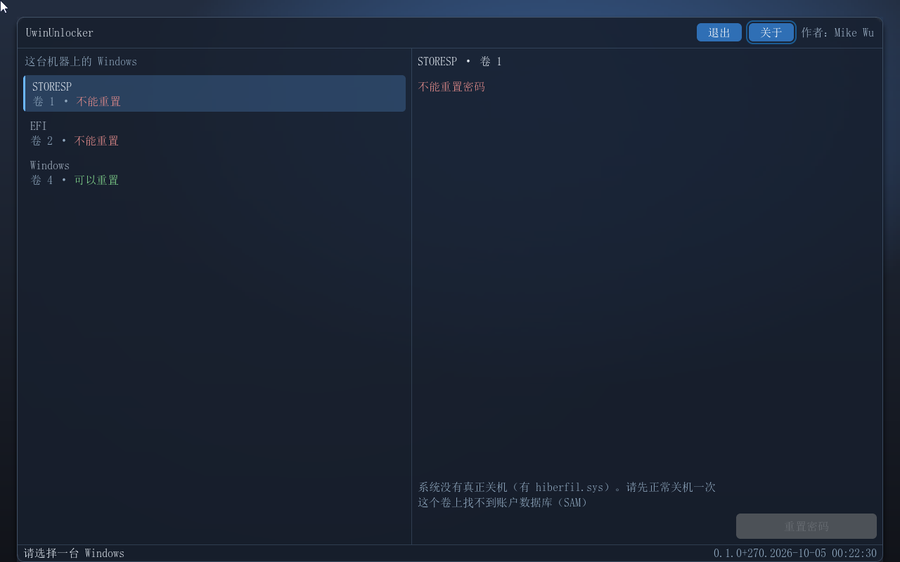 UwinUnlocker
退出
关于
作者: Mike Wu
这台机器上的 Windows
STORESP
卷 1 • 不能重置
EFI
卷 2 • 不能重置
Windows
卷 4 • 可以重置
STORESP • 卷 1
不能重置密码
系统没有真正关机（有 hiberfil.sys）。请先正常关机一次
这个卷上找不到账户数据库（SAM）
重置密码
请选择一台 Windows
0.1.0+270.2026-10-05 00:22:30